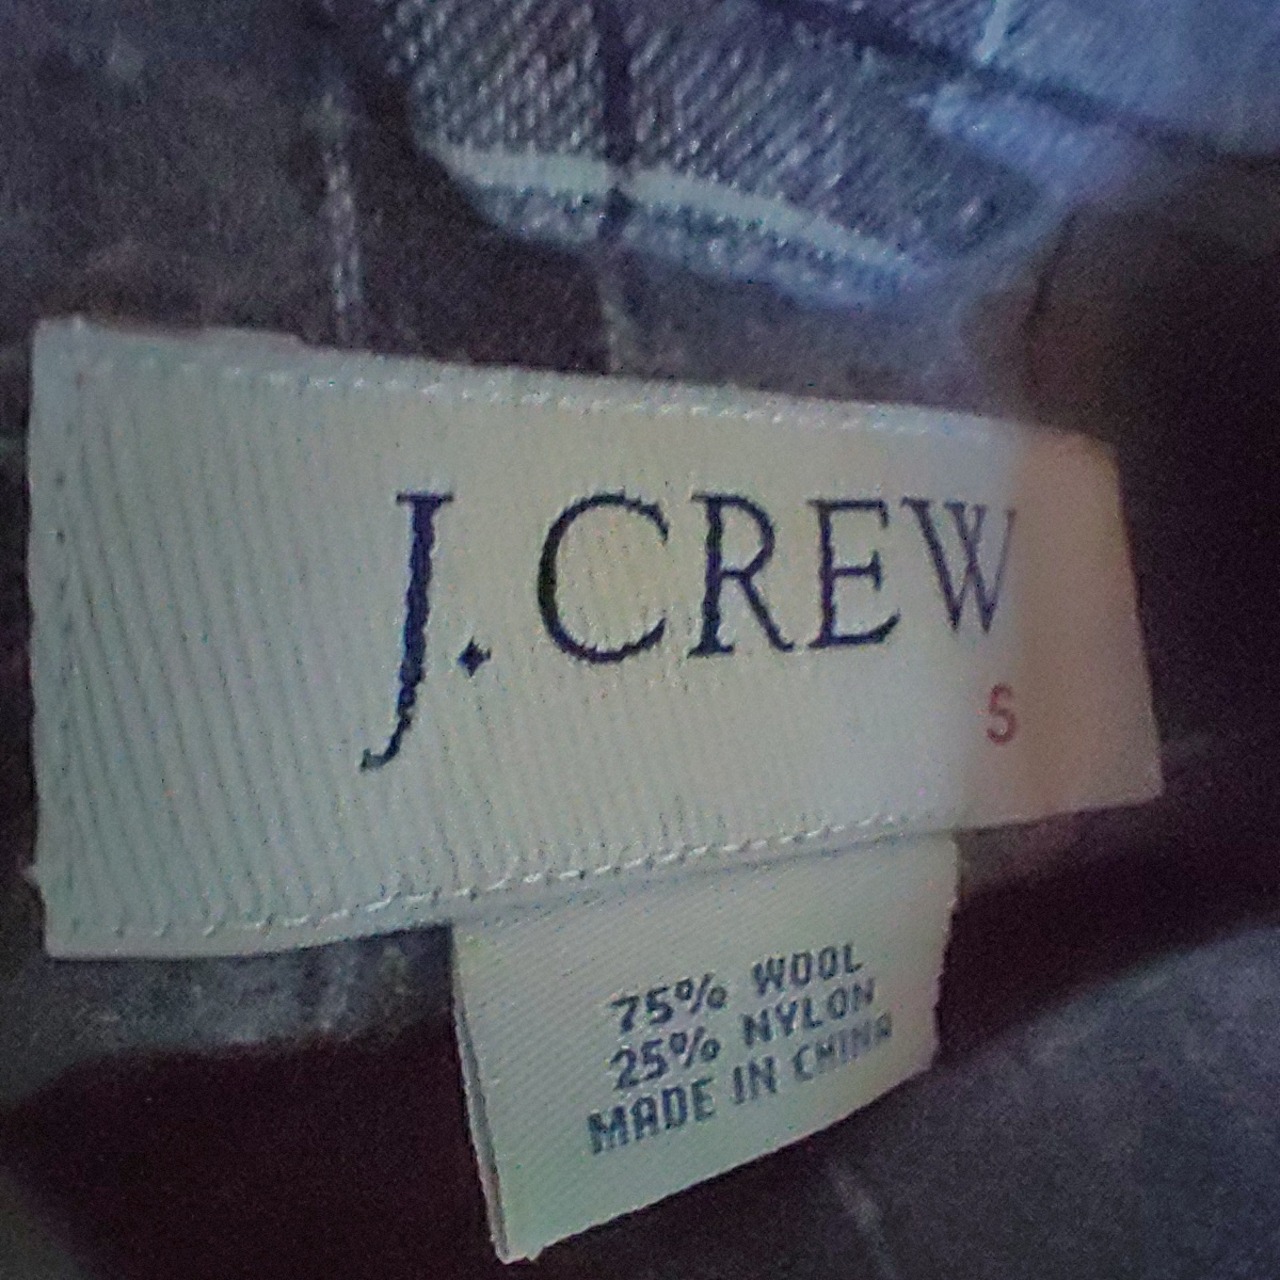 J.CREW
S
75% WOOL
25% NYLON
MADE IN CHINA